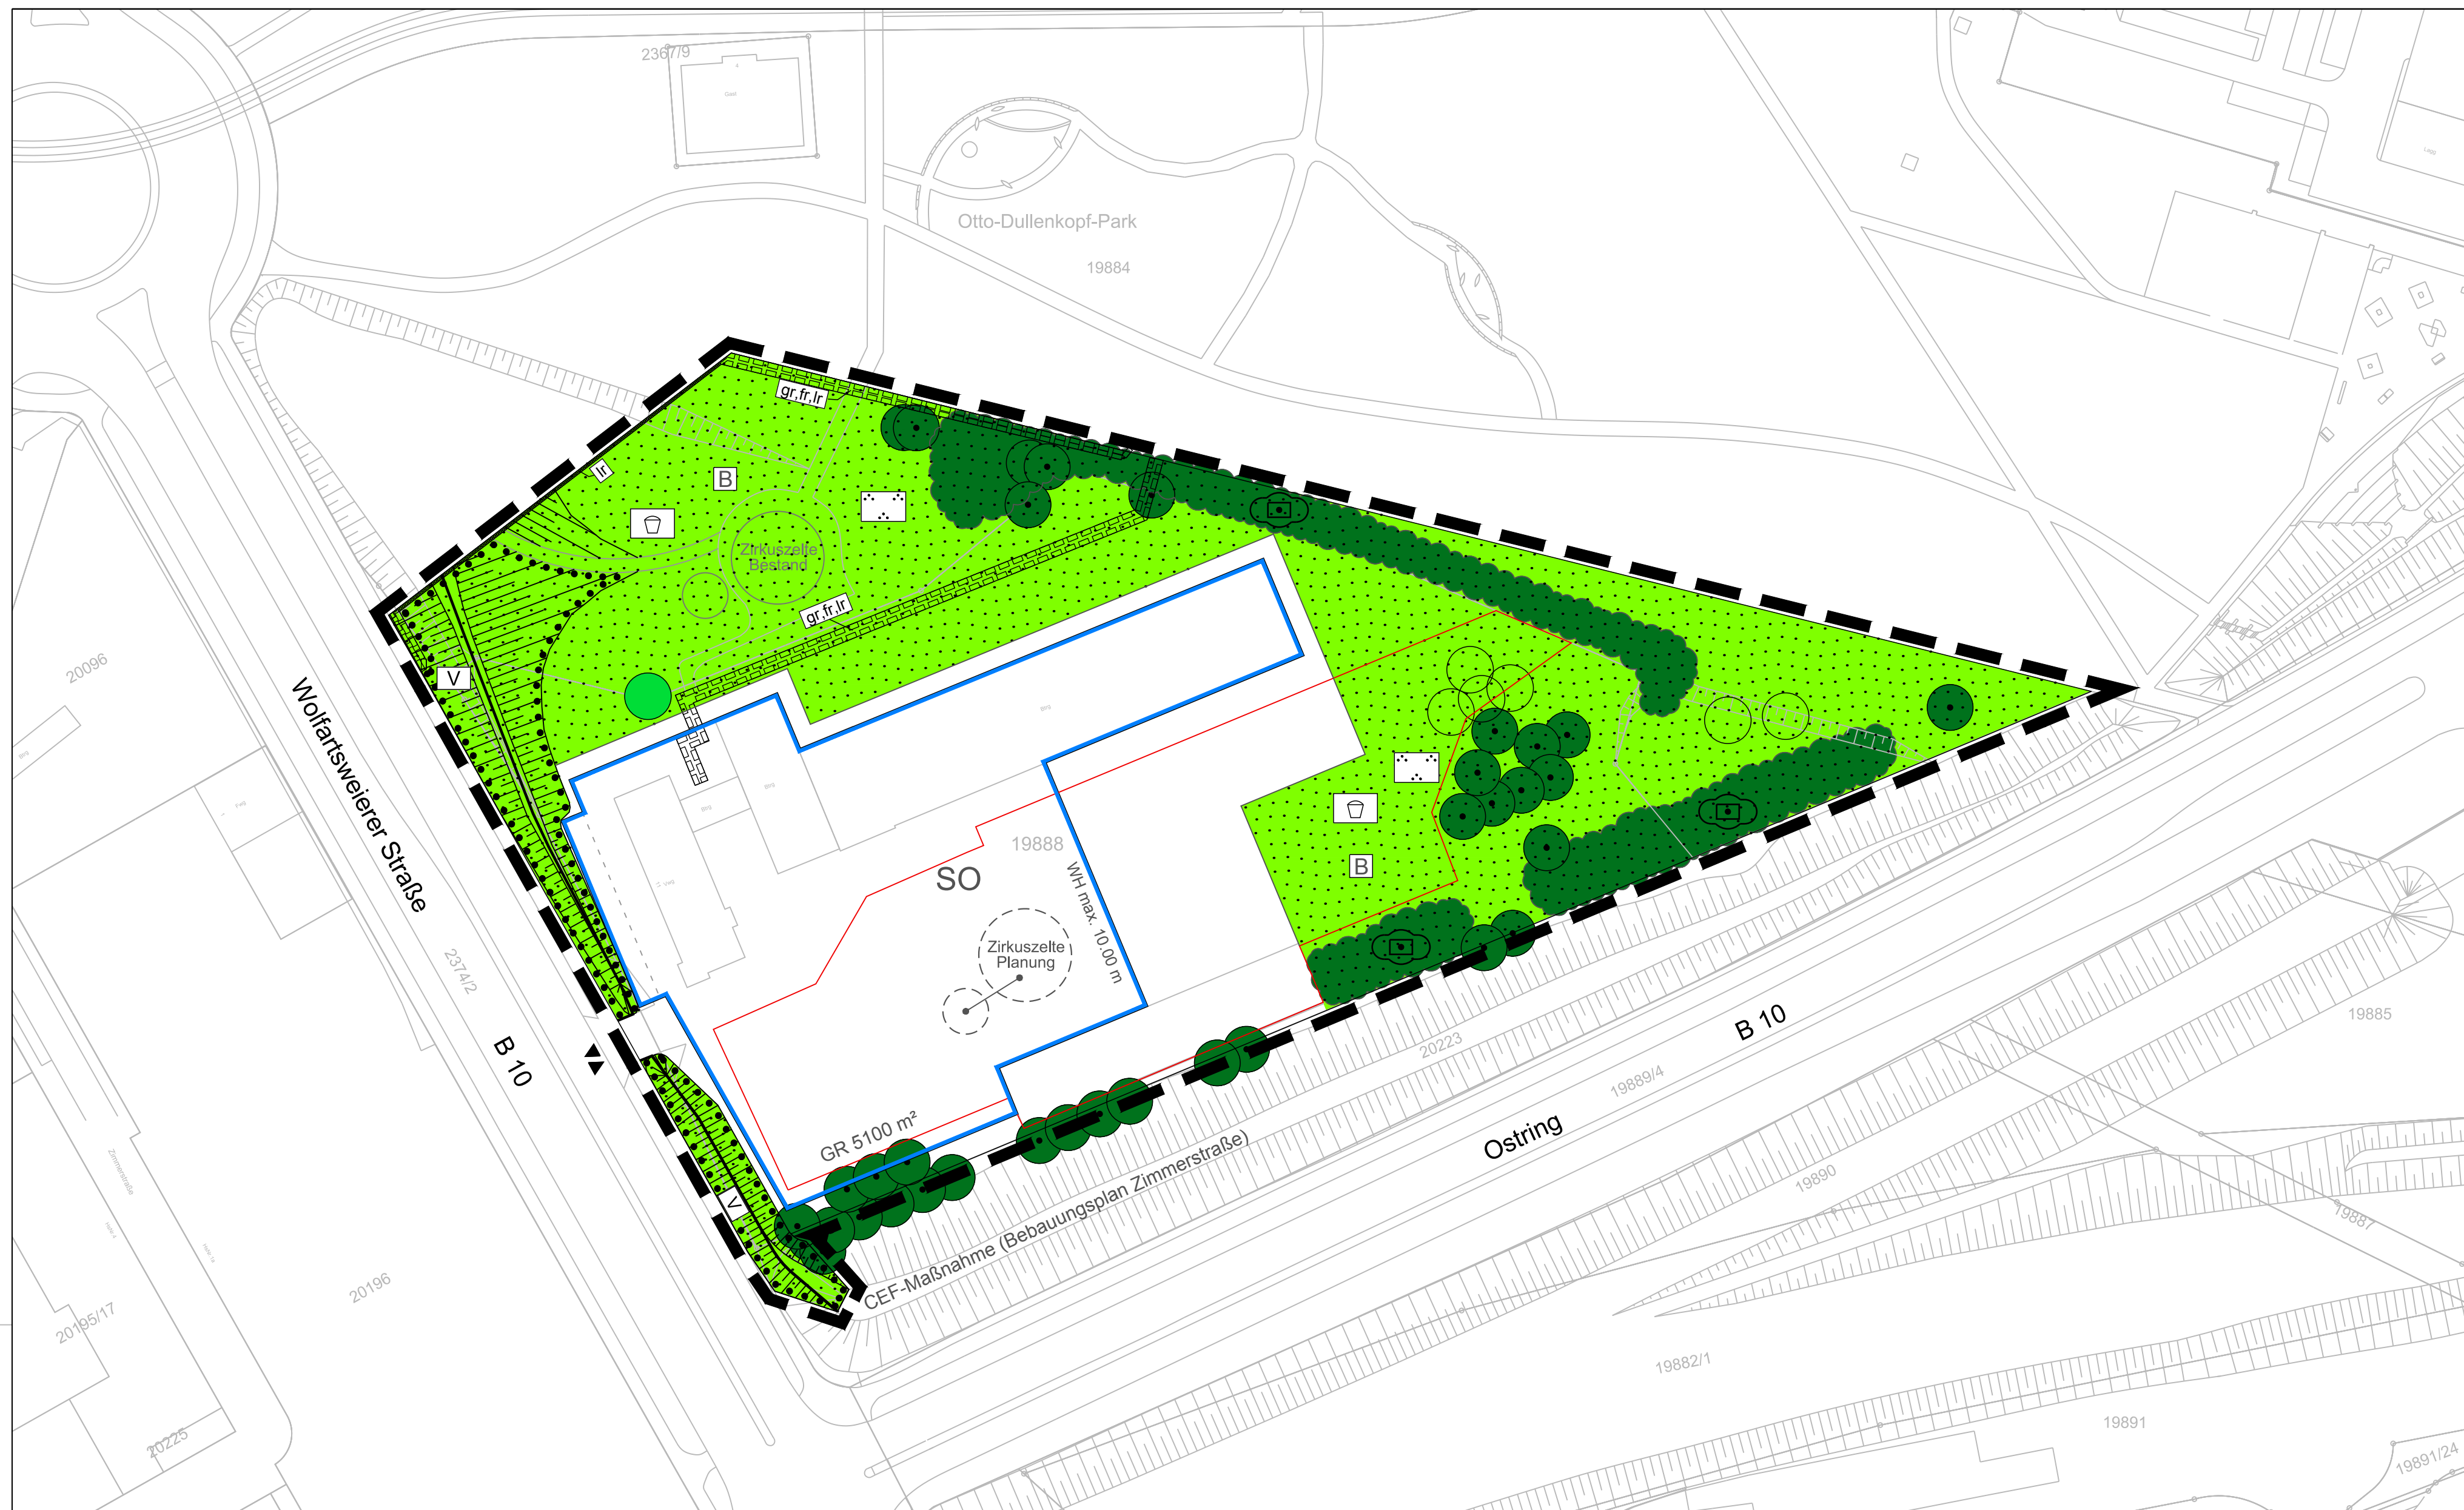 2367/9
Otto-Dullenkopf-Park
19884
gr,fr,lr
lr
B
Zirkuszelte
Bestand
gr,fr,lr
V
20096
Wolfartsweierer Straße
2374/2
B 10
19888
SO
WH max. 10.00 m
Zirkuszelte
Planung
B
GR 5100 m²
V
CEF-Maßnahme (Bebauungsplan Zimmerstraße)
20223
Ostring
B 10
19889/4
19885
19890
19887
19882/1
19891
19891/24
20196
20195/17
20225
Zimmerstraße